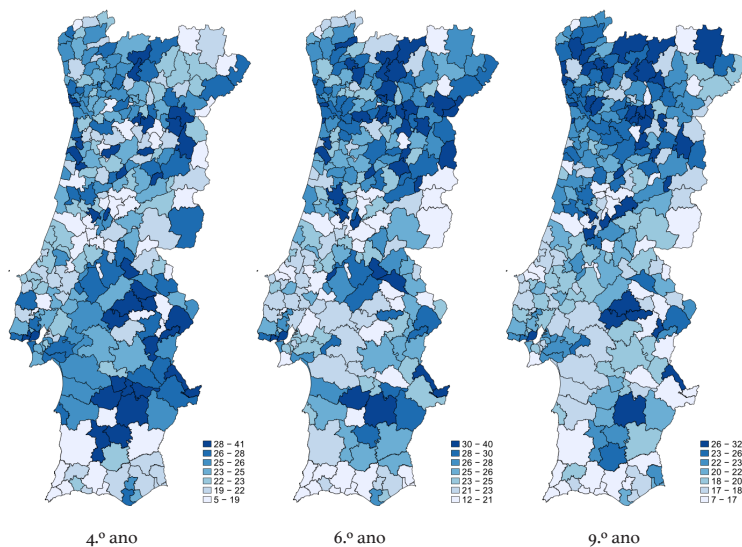 28 – 41
26 – 28
25 – 26
23 – 25
22 – 23
19 – 22
5 – 19
30 – 40
28 – 30
26 – 28
25 – 26
23 – 25
21 – 23
12 – 21
26 – 32
23 – 26
22 – 23
20 – 22
18 – 20
17 – 18
7 – 17
4.º ano
6.º ano
9.º ano